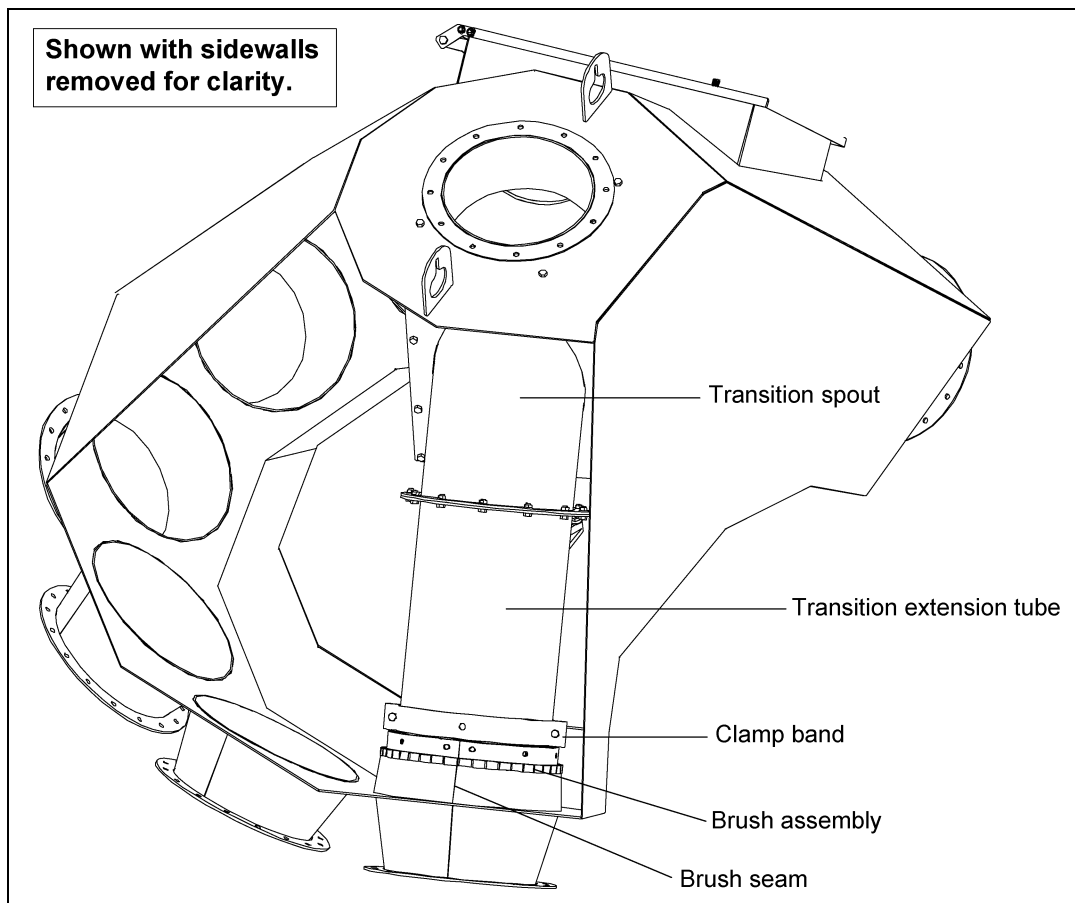 Shown with sidewalls
removed for clarity.
Transition spout
Transition extension tube
Clamp band
Brush assembly
Brush seam